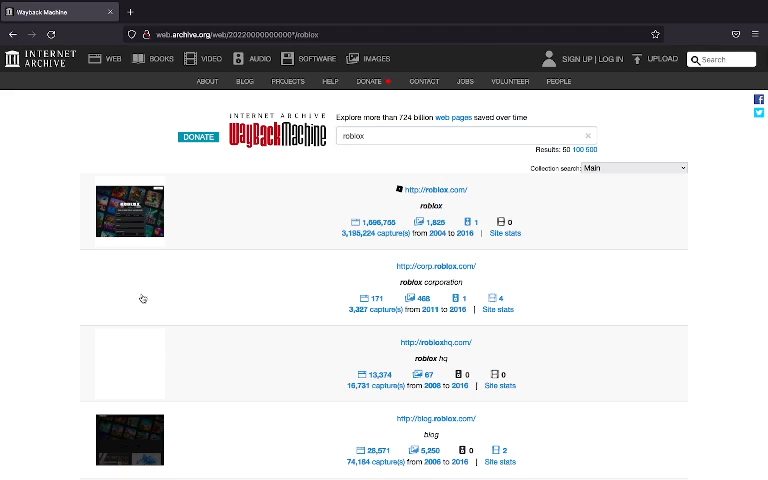 Wayback Machine
web.archive.org/web/20220000000000*/roblox
INTERNET ARCHIVE WEB BOOKS VIDEO AUDIO SOFTWARE IMAGES SIGN UP | LOG IN UPLOAD Search
ABOUT BLOG PROJECTS HELP DONATE CONTACT JOBS VOLUNTEER PEOPLE
DONATE
INTERNET ARCHIVE
WayBackMachine
Explore more than 724 billion web pages saved over time
roblox
Results: 50 100 500
Collection search: Main
http://roblox.com/
roblox
1,696,755 1,825 1 0
3,195,224 capture(s) from 2004 to 2016 | Site stats
http://corp.roblox.com/
roblox corporation
171 468 1 4
3,327 capture(s) from 2011 to 2016 | Site stats
http://robloxhq.com/
roblox hq
13,374 67 0 0
16,731 capture(s) from 2008 to 2016 | Site stats
http://blog.roblox.com/
blog
28,571 5,250 0 2
74,184 capture(s) from 2006 to 2016 | Site stats